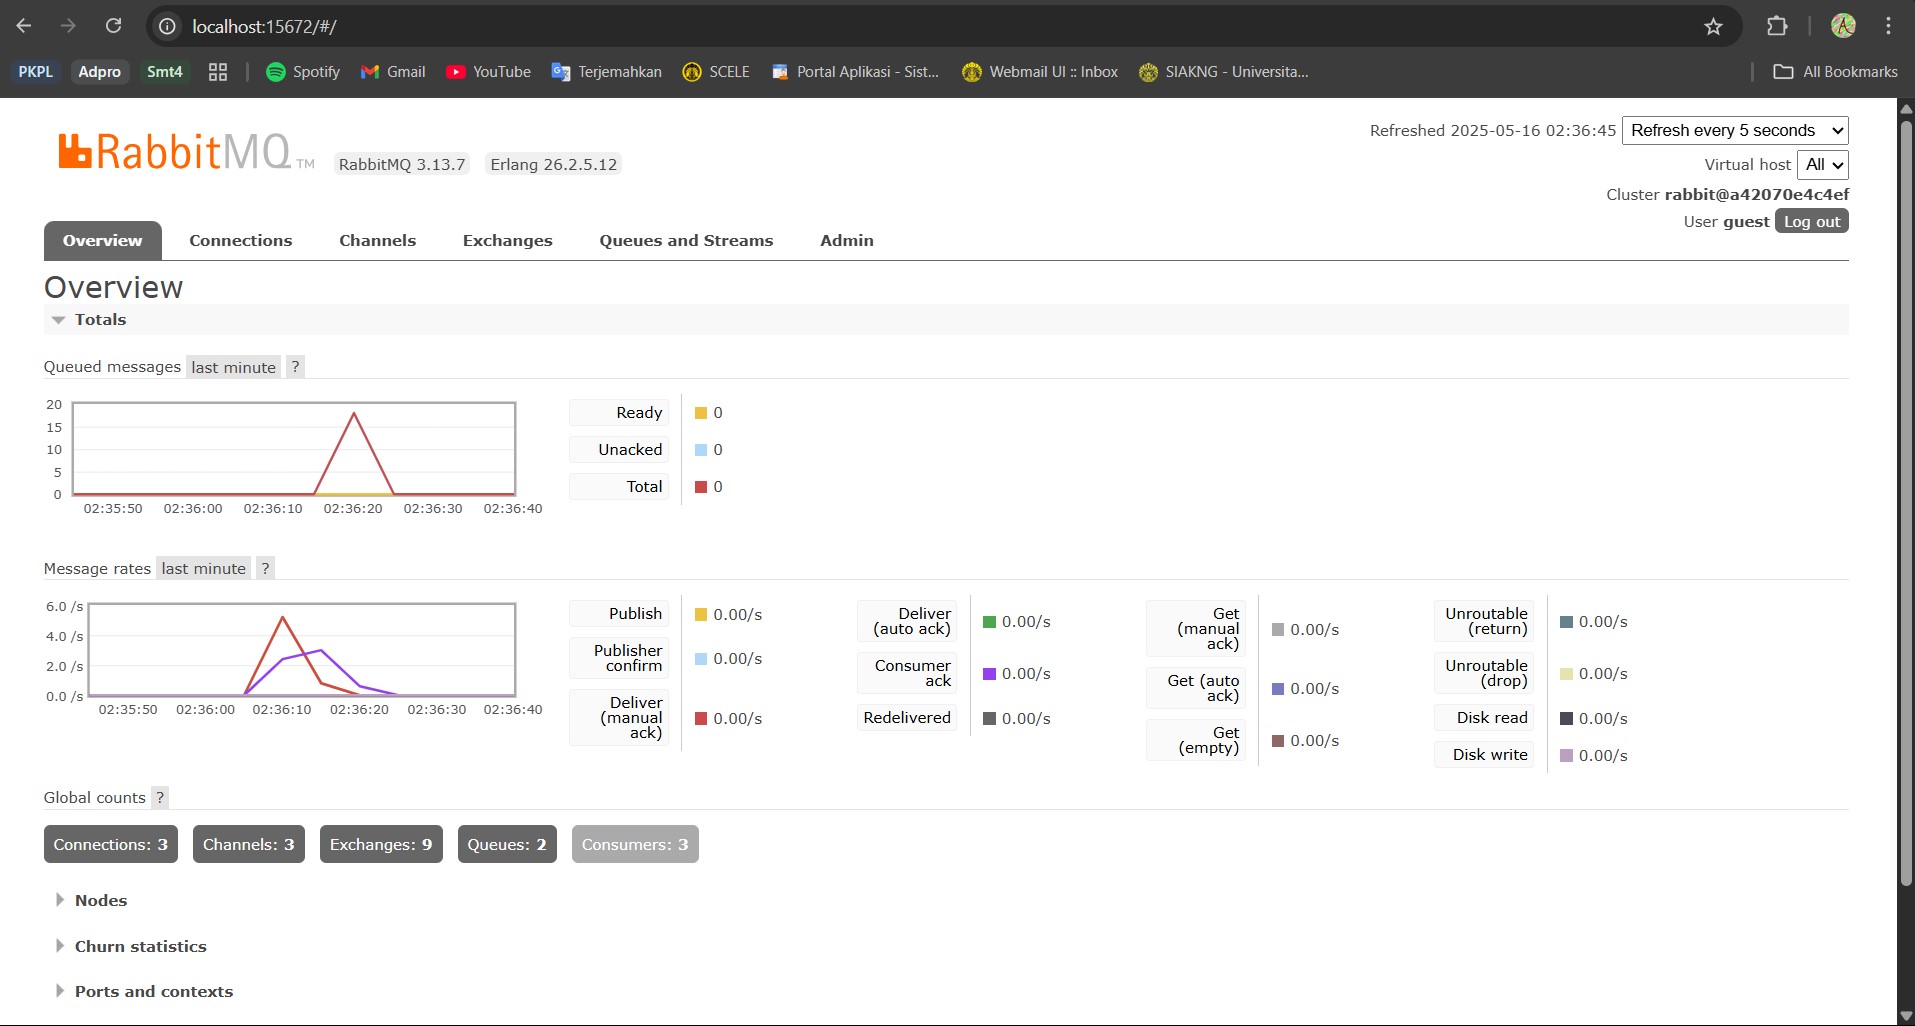 localhost:15672/#/
PKPL Adpro Smt4 Spotify Gmail YouTube Terjemahkan SCELE Portal Aplikasi - Sist... Webmail UI :: Inbox SIAKNG - Universita... All Bookmarks
Refreshed 2025-05-16 02:36:45 Refresh every 5 seconds
RabbitMQ TM RabbitMQ 3.13.7 Erlang 26.2.5.12
Virtual host All
Cluster rabbit@a42070e4c4ef
User guest Log out
Overview Connections Channels Exchanges Queues and Streams Admin
Overview
Totals
Queued messages last minute ?
20
15
10
5
0
02:35:50 02:36:00 02:36:10 02:36:20 02:36:30 02:36:40
Ready 0
Unacked 0
Total 0
Message rates last minute ?
6.0 /s
4.0 /s
2.0 /s
0.0 /s
02:35:50 02:36:00 02:36:10 02:36:20 02:36:30 02:36:40
Publish 0.00/s
Publisher
confirm 0.00/s
Deliver
(manual
ack) 0.00/s
Deliver
(auto ack) 0.00/s
Consumer
ack 0.00/s
Redelivered 0.00/s
Get
(manual
ack) 0.00/s
Get (auto
ack) 0.00/s
Get
(empty) 0.00/s
Unroutable
(return) 0.00/s
Unroutable
(drop) 0.00/s
Disk read 0.00/s
Disk write 0.00/s
Global counts ?
Connections: 3 Channels: 3 Exchanges: 9 Queues: 2 Consumers: 3
Nodes
Churn statistics
Ports and contexts